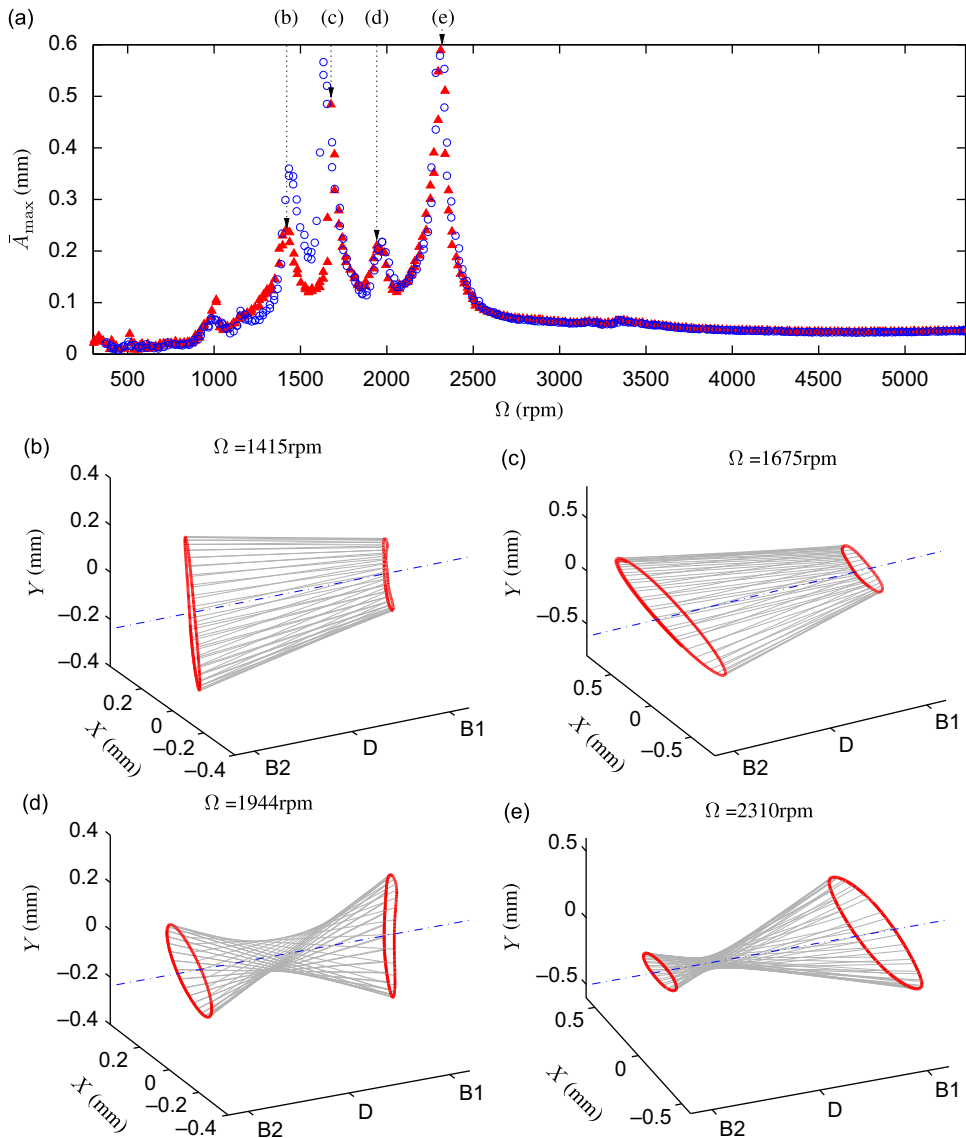 (a)
(b) (c) (d) (e)
0.6
0.5
0.4
0.3
0.2
0.1
0
Āmax (mm)
500 1000 1500 2000 2500 3000 3500 4000 4500 5000
Ω (rpm)
(b)
Ω =1415rpm
0.4
0.2
0
−0.2
−0.4
Y (mm)
0.2
0
−0.2
−0.4
X (mm)
B2 D B1
(c)
Ω =1675rpm
0.5
0
−0.5
Y (mm)
0.5
0
−0.5
X (mm)
B2 D B1
(d)
Ω =1944rpm
0.4
0.2
0
−0.2
−0.4
Y (mm)
0.2
0
−0.2
−0.4
X (mm)
B2 D B1
(e)
Ω =2310rpm
0.5
0
−0.5
Y (mm)
0.5
0
−0.5
X (mm)
B2 D B1